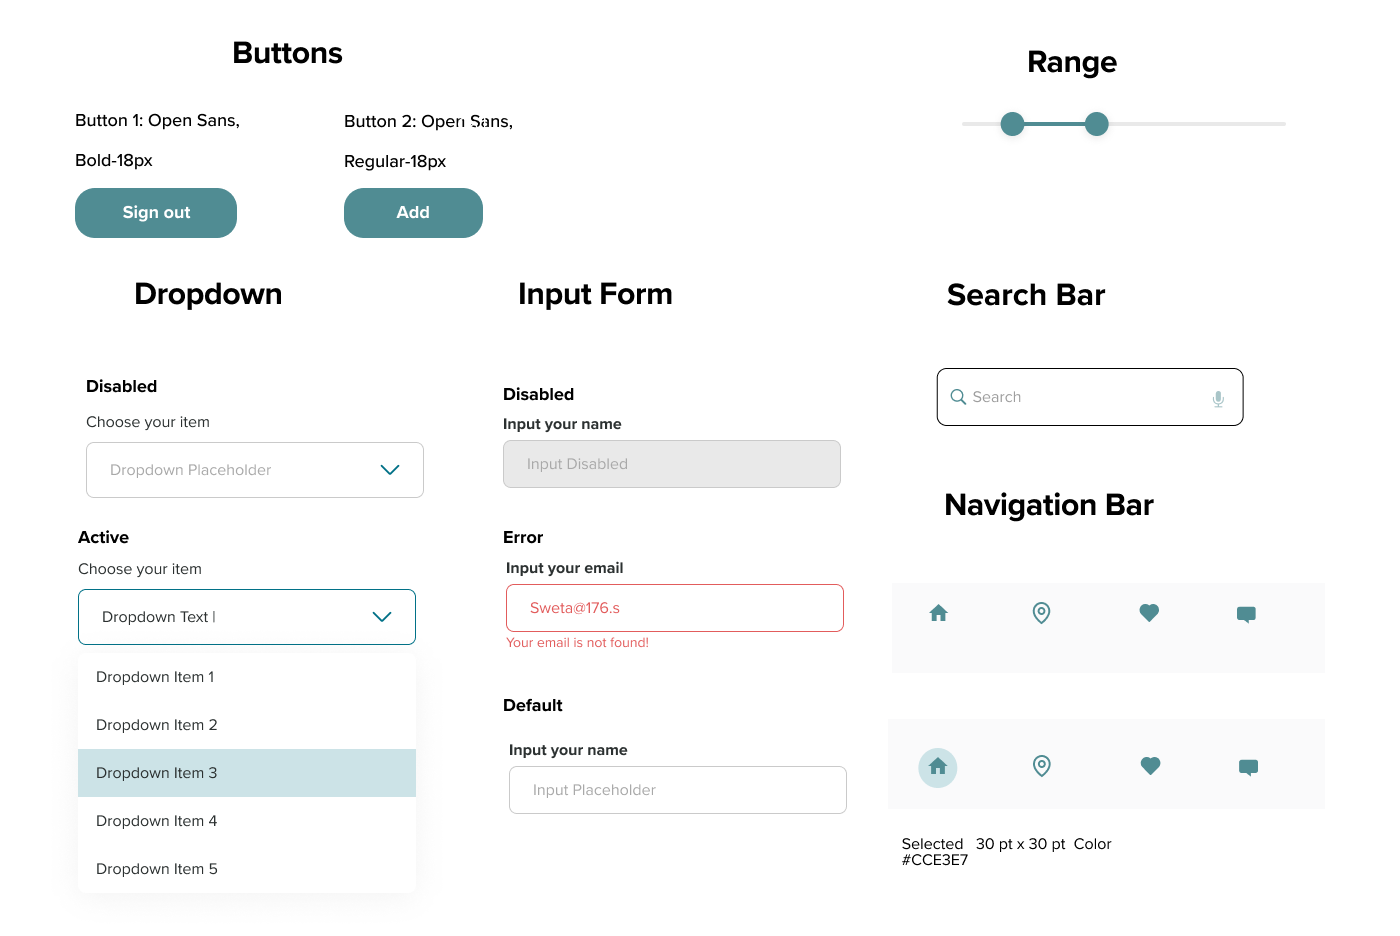 Buttons
Range
Button 1: Open Sans,
Bold-18px
Button 2: Open Sans,
Regular-18px
Sign out
Add
Dropdown
Disabled
Choose your item
Dropdown Placeholder
Active
Choose your item
Dropdown Text |
Dropdown Item 1
Dropdown Item 2
Dropdown Item 3
Dropdown Item 4
Dropdown Item 5
Input Form
Disabled
Input your name
Input Disabled
Error
Input your email
Sweta@176.s
Your email is not found!
Default
Input your name
Input Placeholder
Search Bar
Search
Navigation Bar
Selected 30 pt x 30 pt Color
#CCE3E7